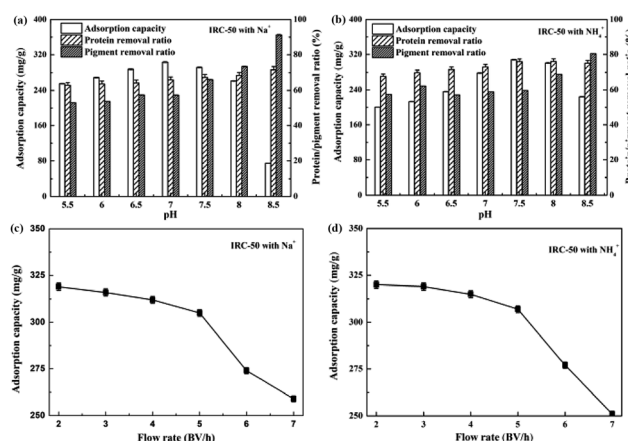 (a)
Adsorption capacity
Protein removal ratio
Pigment removal ratio
IRC-50 with Na⁺
400
320
240
160
80
0
100
80
60
40
20
0
Adsorption capacity (mg/g)
Protein/pigment removal ratio (%)
5.5 6 6.5 7 7.5 8 8.5
pH
(b)
Adsorption capacity
Protein removal ratio
Pigment removal ratio
IRC-50 with NH₄⁺
400
320
240
160
80
0
100
80
60
40
20
0
Adsorption capacity (mg/g)
5.5 6 6.5 7 7.5 8 8.5
pH
(c)
IRC-50 with Na⁺
350
325
300
275
250
Adsorption capacity (mg/g)
2 3 4 5 6 7
Flow rate (BV/h)
(d)
IRC-50 with NH₄⁺
350
325
300
275
250
Adsorption capacity (mg/g)
2 3 4 5 6 7
Flow rate (BV/h)